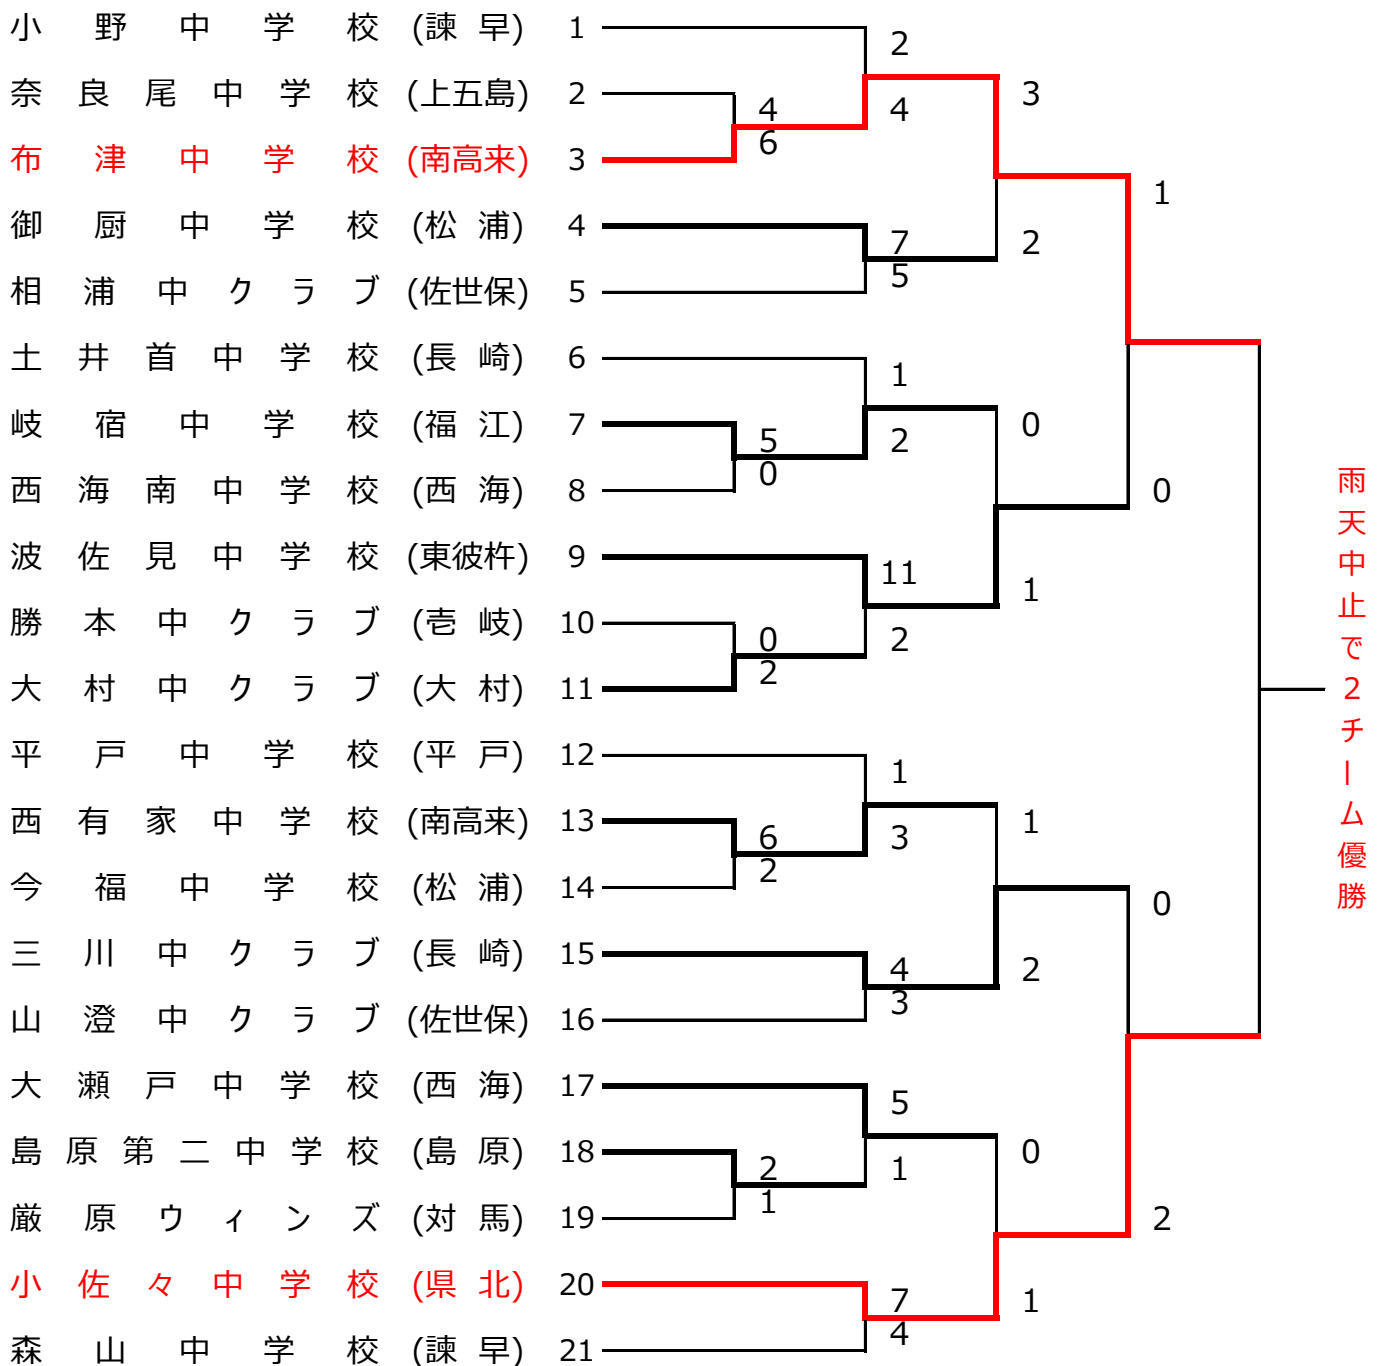 小野中学校 (諫早) 1
奈良尾中学校 (上五島) 2
布津中学校 (南高来) 3
御厨中学校 (松浦) 4
相浦中クラブ (佐世保) 5
土井首中学校 (長崎) 6
岐宿中学校 (福江) 7
西海南中学校 (西海) 8
波佐見中学校 (東彼杵) 9
勝本中クラブ (壱岐) 10
大村中クラブ (大村) 11
平戸中学校 (平戸) 12
西有家中学校 (南高来) 13
今福中学校 (松浦) 14
三川中クラブ (長崎) 15
山澄中クラブ (佐世保) 16
大瀬戸中学校 (西海) 17
島原第二中学校 (島原) 18
厳原ウィンズ (対馬) 19
小佐々中学校 (県北) 20
森山中学校 (諫早) 21
4
6
5
0
0
2
6
2
2
1
2
4
7
5
1
2
11
2
1
3
4
3
5
1
7
4
3
2
0
1
1
2
0
1
1
0
0
2
雨天中止で2チーム優勝